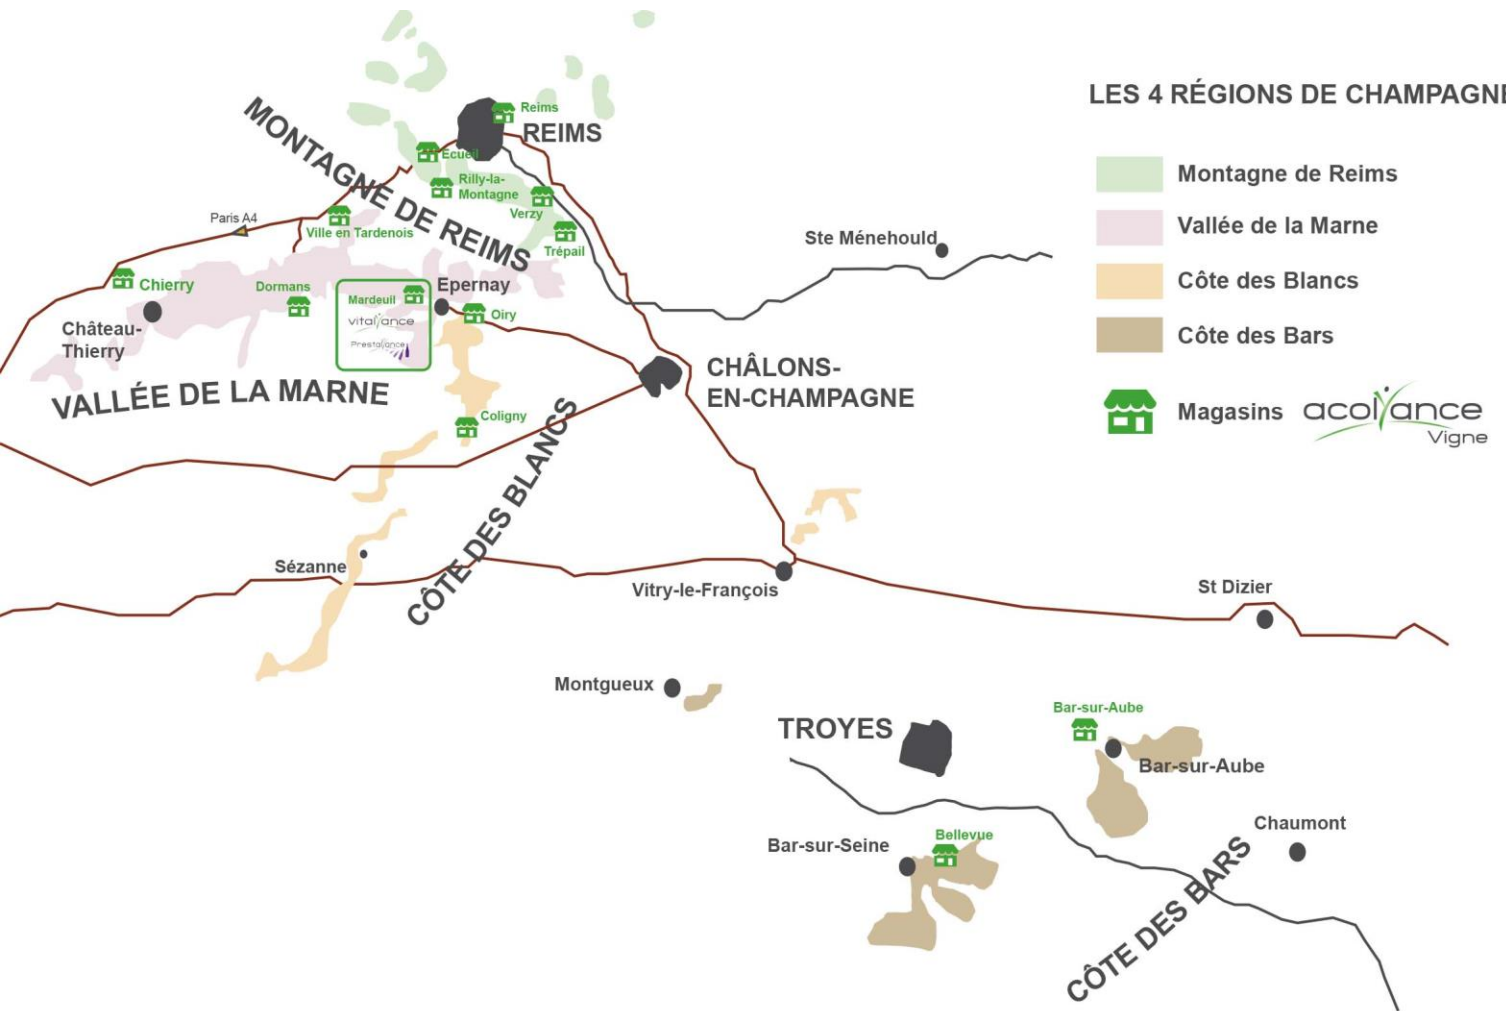 LES 4 RÉGIONS DE CHAMPAGNE
Montagne de Reims
Vallée de la Marne
Côte des Blancs
Côte des Bars
Magasins
acolyance
Vigne
MONTAGNE DE REIMS
Reims
REIMS
Ecueil
Rilly-la-
Montagne
Verzy
Trépail
Paris A4
Ville en Tardenois
Ste Ménehould
Chierry
Dormans
Mardeuil
vitalyance
Prestalyance
Epernay
Oiry
Château-
Thierry
VALLÉE DE LA MARNE
CHÂLONS-
EN-CHAMPAGNE
Coligny
CÔTE DES BLANCS
Sézanne
Vitry-le-François
St Dizier
Montgueux
TROYES
Bar-sur-Aube
Bar-sur-Aube
Bar-sur-Seine
Bellevue
Chaumont
CÔTE DES BARS